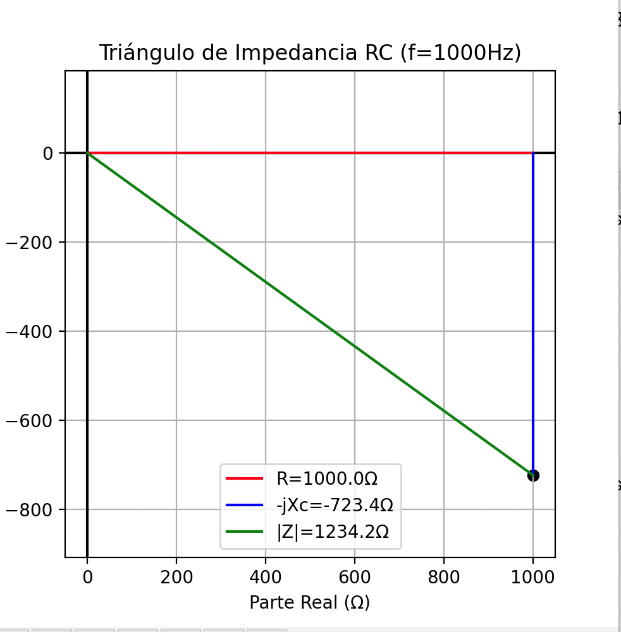 Triángulo de Impedancia RC (f=1000Hz)
0
−200
−400
−600
−800
R=1000.0Ω
-jXc=-723.4Ω
|Z|=1234.2Ω
0 200 400 600 800 1000
Parte Real (Ω)